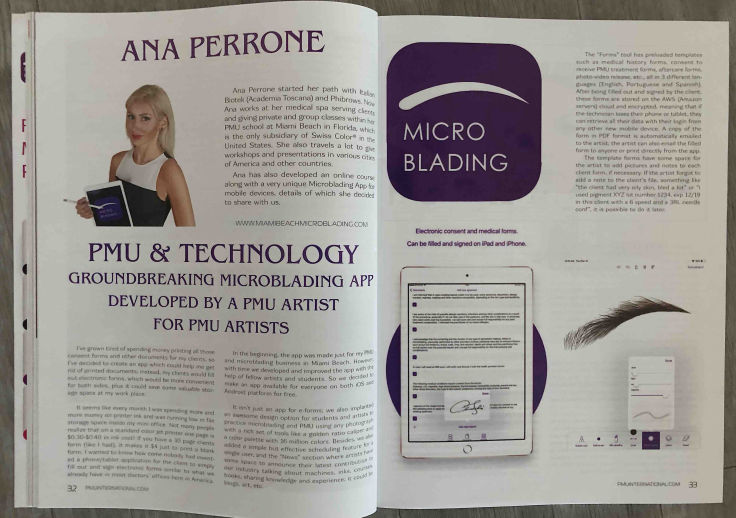 ANA PERRONE
Ana Perrone started her path with Italian
Biotek (Academia Toscana) and Phibrows. Now
Ana works at her medical spa serving clients
and giving private and group classes within her
PMU school at Miami Beach in Florida, which
is the only subsidiary of Swiss Color® in the
United States. She also travels a lot to give
workshops and presentations in various cities
of America and other countries.
Ana has also developed an online course
along with a very unique Microblading App for
mobile devices, details of which she decided
to share with us.
WWW.MIAMIBEACHMICROBLADING.COM
PMU & TECHNOLOGY
GROUNDBREAKING MICROBLADING APP
DEVELOPED BY A PMU ARTIST
FOR PMU ARTISTS
I've grown tired of spending money printing all those
consent forms and other documents for my clients, so
I've decided to create an app which could help me get
rid of printed documents; instead, my clients would fill
out electronic forms, which would be more convenient
for both sides, plus it could save some valuable stor-
age space at my work place.
It seems like every month I was spending more and
more money on printer ink and was running low in file
storage space inside my mini office. Not many people
realize that on a standard color jet printer one page is
$0.30-$0.40 in ink cost! If you have a 10 page clients
form (like I had), it makes it $4 just to print a blank
form. I wanted to know how come nobody had invent-
ed a phone/tablet application for the client to simply
fill out and sign electronic forms similar to what we
already have in most doctors' offices here in America.
In the beginning, the app was made just for my PMU
and microblading business in Miami Beach. However,
with time we developed and improved the app with the
help of fellow artists and students. So we decided to
make an app available for everyone on both iOS and
Android platform for free.
It isn't just an app for e-forms; we also implanted
an awesome design option for students and artists to
practice microblading and PMU using any photograph
with a rich set of tools like a golden ratio caliper and
a color palette with 16 million colors. Besides, we also
added a simple but effective scheduling feature for a
single user, and the "News" section where artists have
some space to announce their latest contribution to
our industry talking about machines, inks, courses,
books, sharing knowledge and experience; it could be
blogs, art, etc.
32 PMUINTERNATIONAL.COM
MICRO
BLADING
Electronic consent and medical forms.
Can be filled and signed on iPad and iPhone.
The "Forms" tool has preloaded templates
such as medical history forms, consent to
receive PMU treatment forms, aftercare forms,
photo-video release, etc., all in 3 different lan-
guages (English, Portuguese and Spanish).
After being filled out and signed by the client,
these forms are stored on the AWS (Amazon
servers) cloud and encrypted, meaning that if
the technician loses their phone or tablet, they
can retrieve all their data with their login from
any other new mobile device. A copy of the
form in PDF format is automatically emailed
to the artist; the artist can also email the filled
form to anyone or print directly from the app.
The template forms have some space for
the artist to add pictures and notes to each
client form, if necessary. If the artist forgot to
add a note to the client's file, something like
"the client had very oily skin, bled a lot" or "I
used pigment XYZ lot number 1234, exp 12/19
in this client with a 6 speed and a 3RL needle
conf", it is possible to do it later.
PMUINTERNATIONAL.COM 33